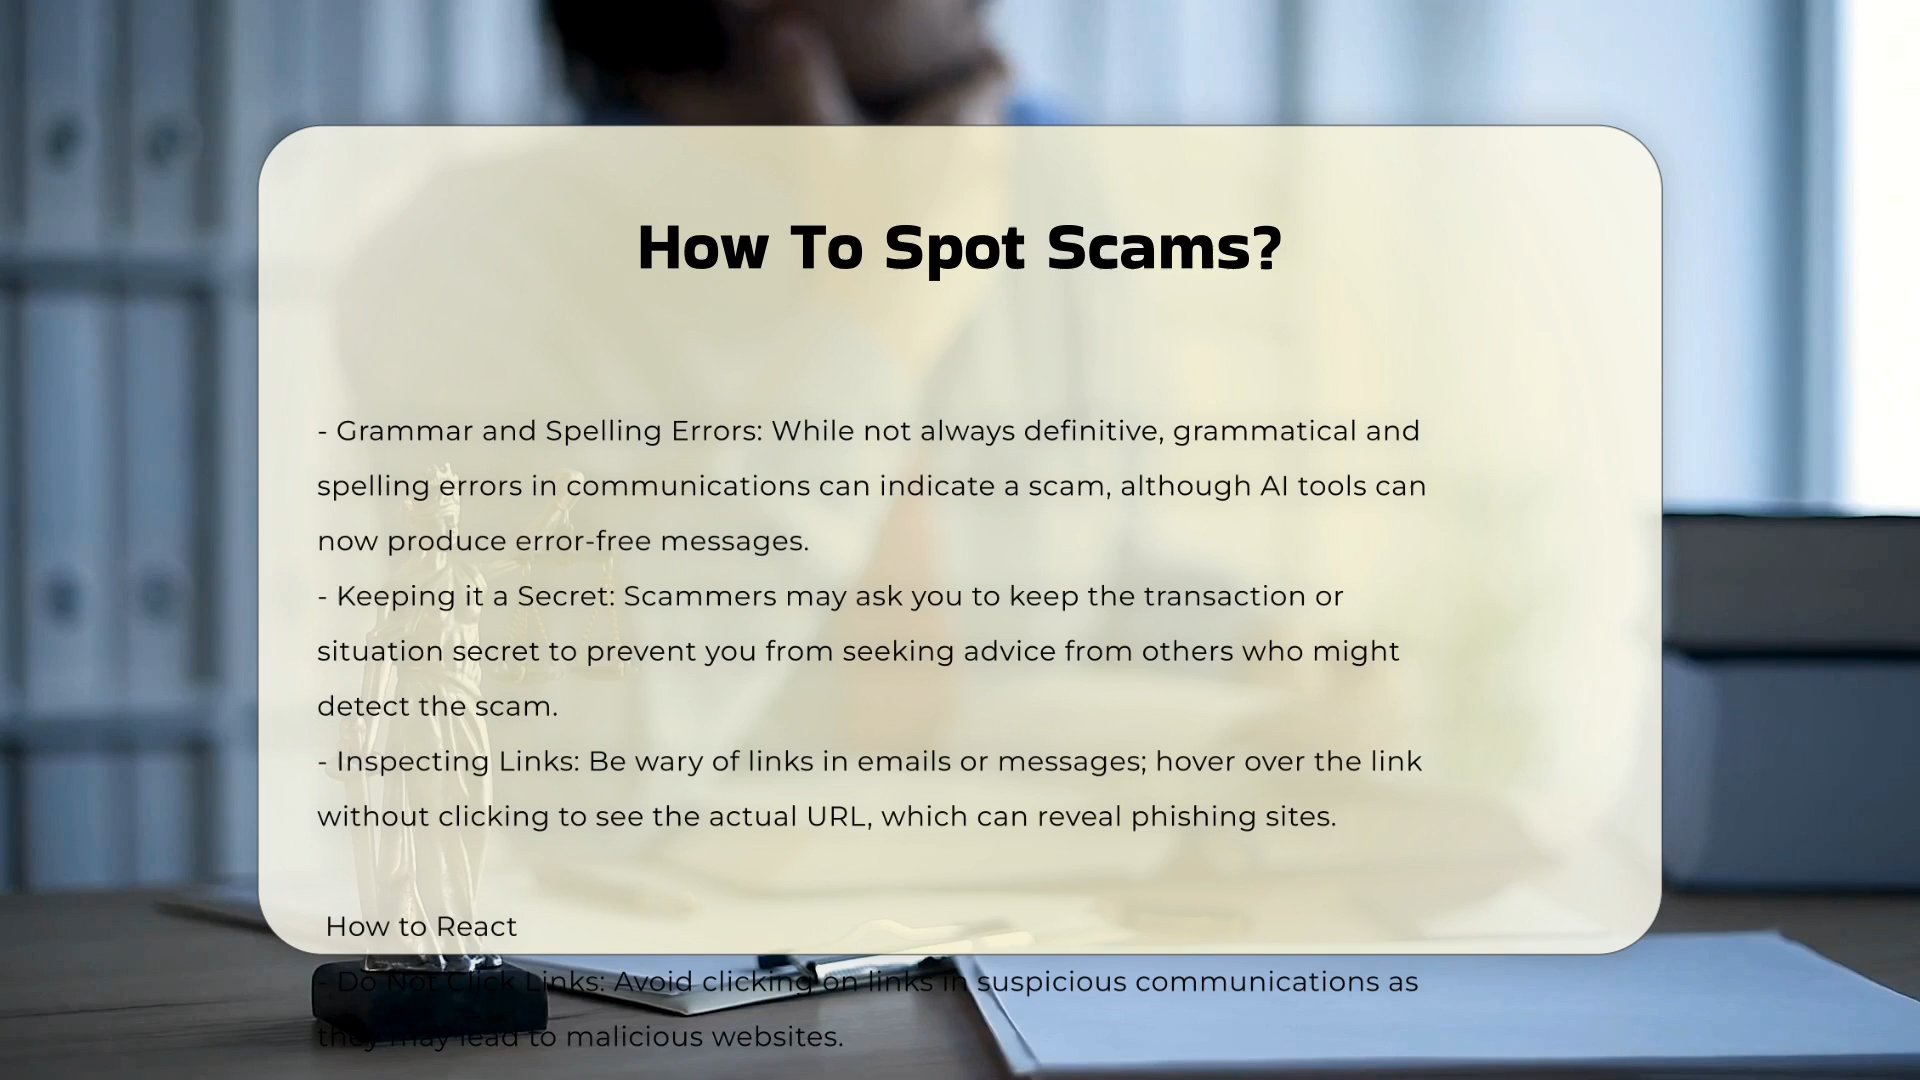 How To Spot Scams?
- Grammar and Spelling Errors: While not always definitive, grammatical and
spelling errors in communications can indicate a scam, although AI tools can
now produce error-free messages.
- Keeping it a Secret: Scammers may ask you to keep the transaction or
situation secret to prevent you from seeking advice from others who might
detect the scam.
- Inspecting Links: Be wary of links in emails or messages; hover over the link
without clicking to see the actual URL, which can reveal phishing sites.
How to React
- Do Not Click Links: Avoid clicking on links in suspicious communications as
they may lead to malicious websites.